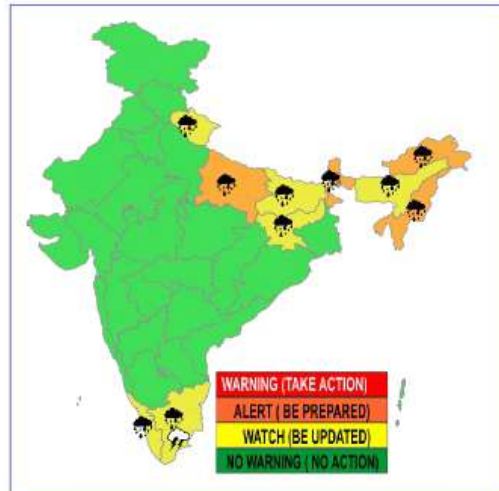 WARNING (TAKE ACTION)
ALERT ( BE PREPARED)
WATCH (BE UPDATED)
NO WARNING ( NO ACTION)